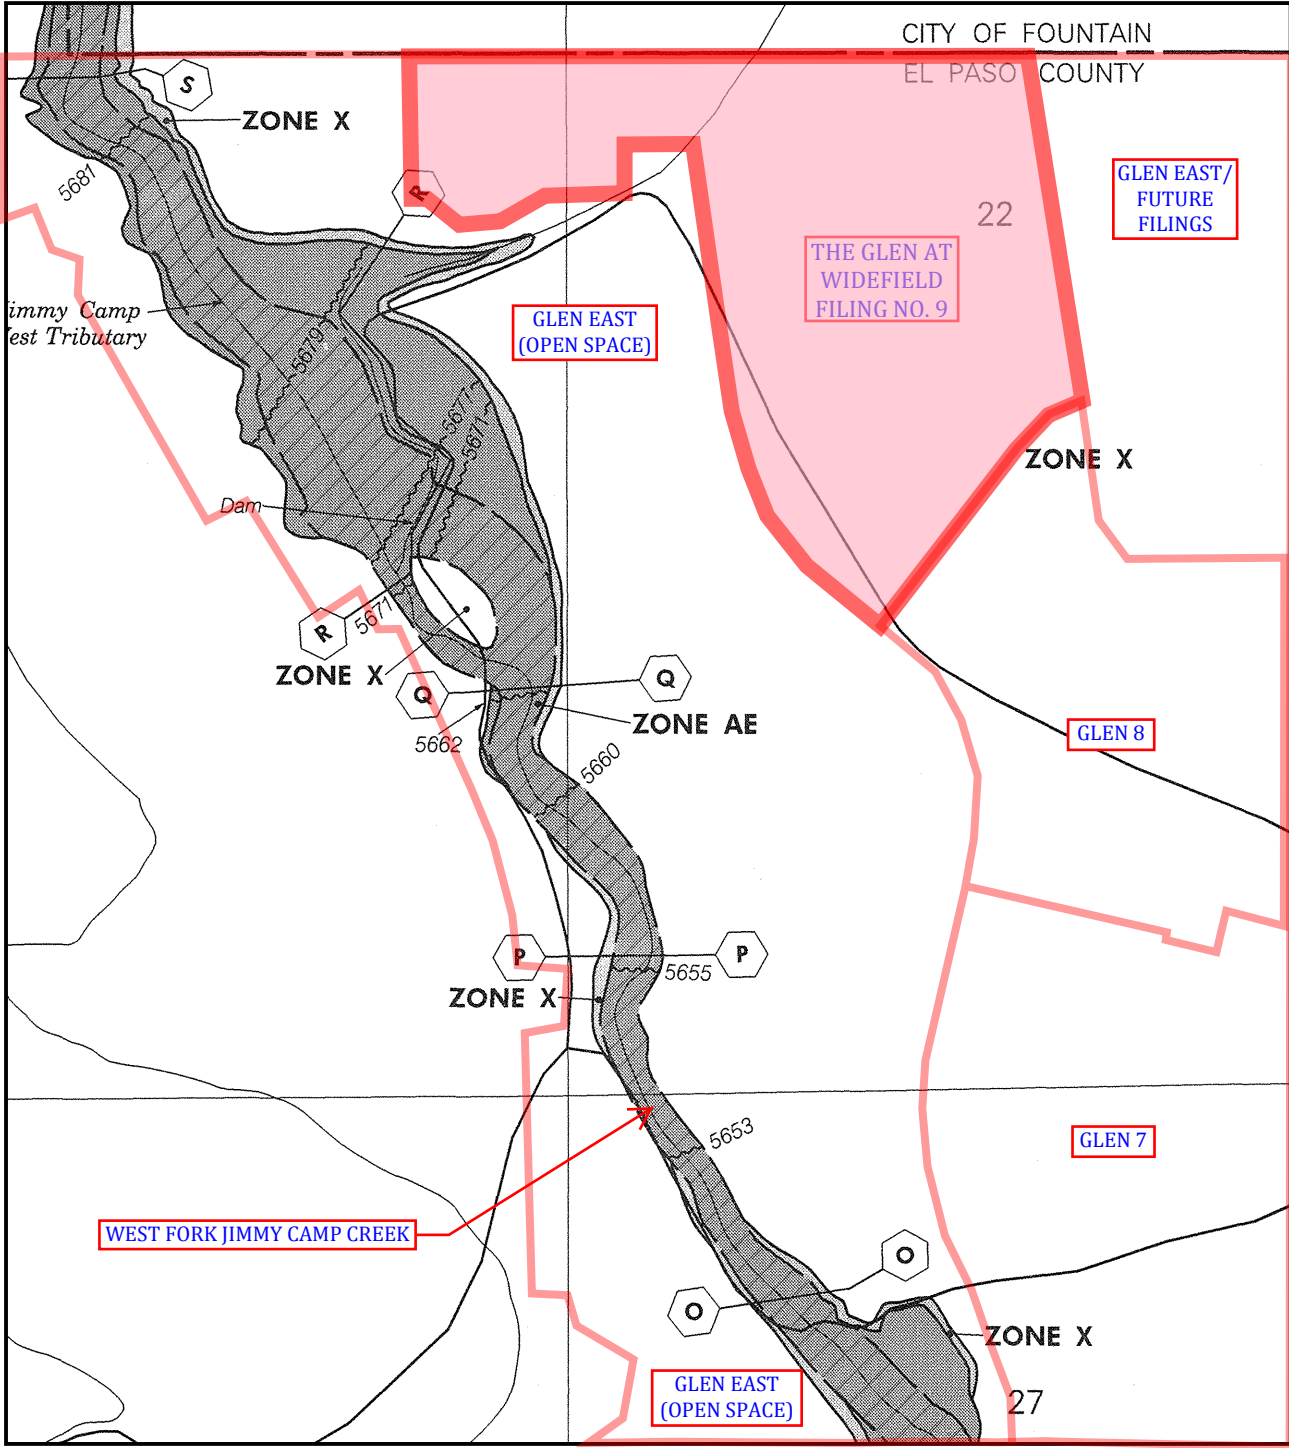 CITY OF FOUNTAIN
EL PASO COUNTY
S
ZONE X
5681
R
22
GLEN EAST/
FUTURE
FILINGS
THE GLEN AT
WIDEFIELD
FILING NO. 9
immy Camp
est Tributary
GLEN EAST
(OPEN SPACE)
5679
5677
5671
ZONE X
Dam
R
5671
ZONE X
Q
Q
ZONE AE
5662
GLEN 8
5660
P
P
5655
ZONE X
5653
GLEN 7
WEST FORK JIMMY CAMP CREEK
O
O
ZONE X
GLEN EAST
(OPEN SPACE)
27